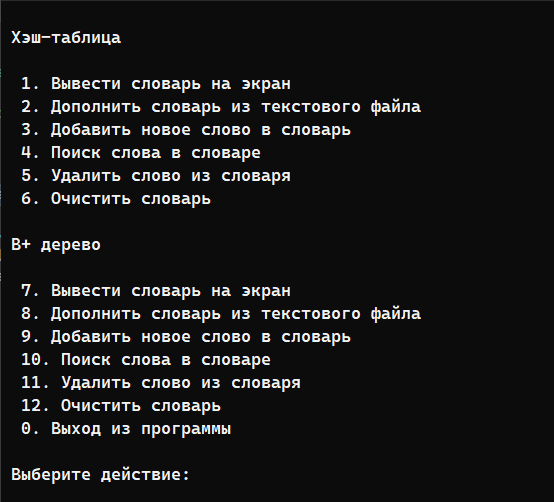 Хэш-таблица
1. Вывести словарь на экран
2. Дополнить словарь из текстового файла
3. Добавить новое слово в словарь
4. Поиск слова в словаре
5. Удалить слово из словаря
6. Очистить словарь
В+ дерево
7. Вывести словарь на экран
8. Дополнить словарь из текстового файла
9. Добавить новое слово в словарь
10. Поиск слова в словаре
11. Удалить слово из словаря
12. Очистить словарь
0. Выход из программы
Выберите действие: